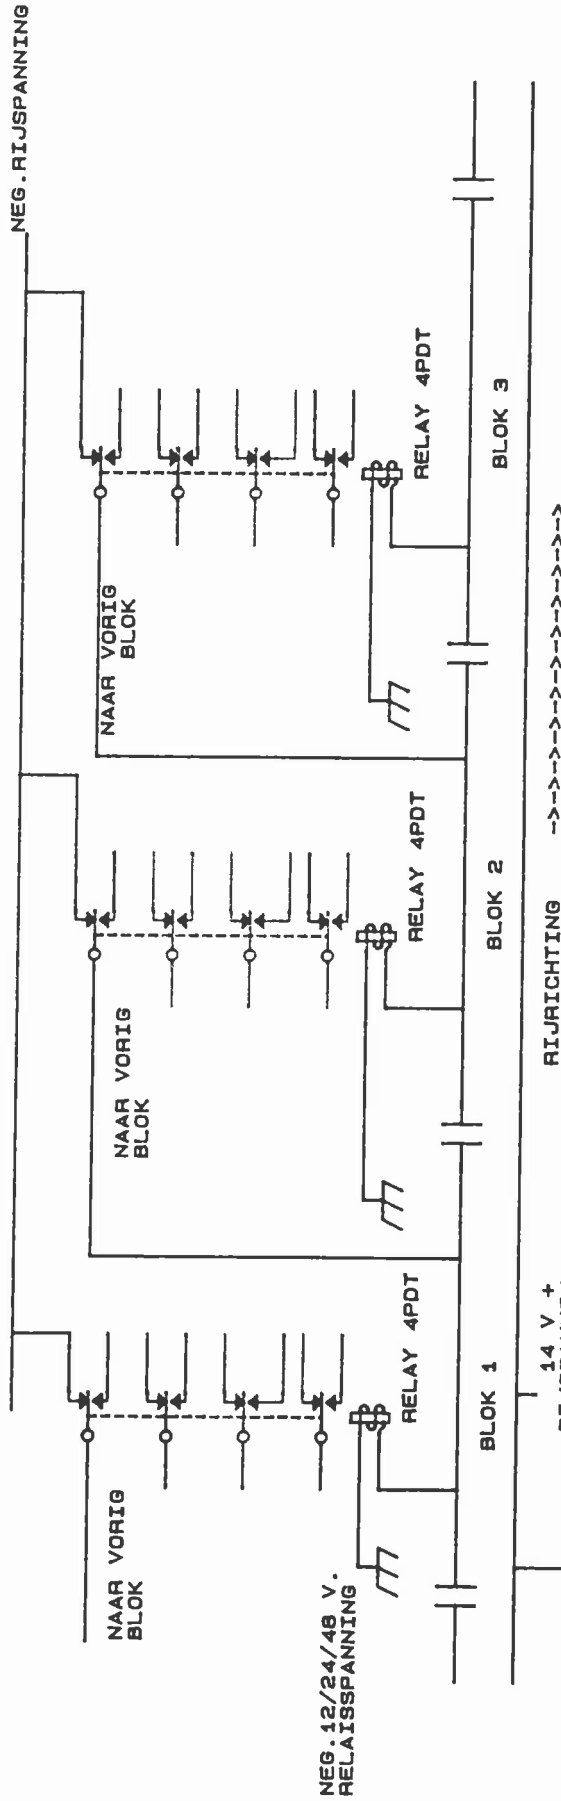 NEG.RIJSPANNING
NAAR VORIG
BLOK
NAAR VORIG
BLOK
NAAR VORIG
BLOK
NEG.12/24/48 V.
RELAISSPANNING
RELAY 4PDT
RELAY 4PDT
RELAY 4PDT
BLOK 1
BLOK 2
BLOK 3
14 V +
RIJRICHTING ->->->->->->->->->->->->->